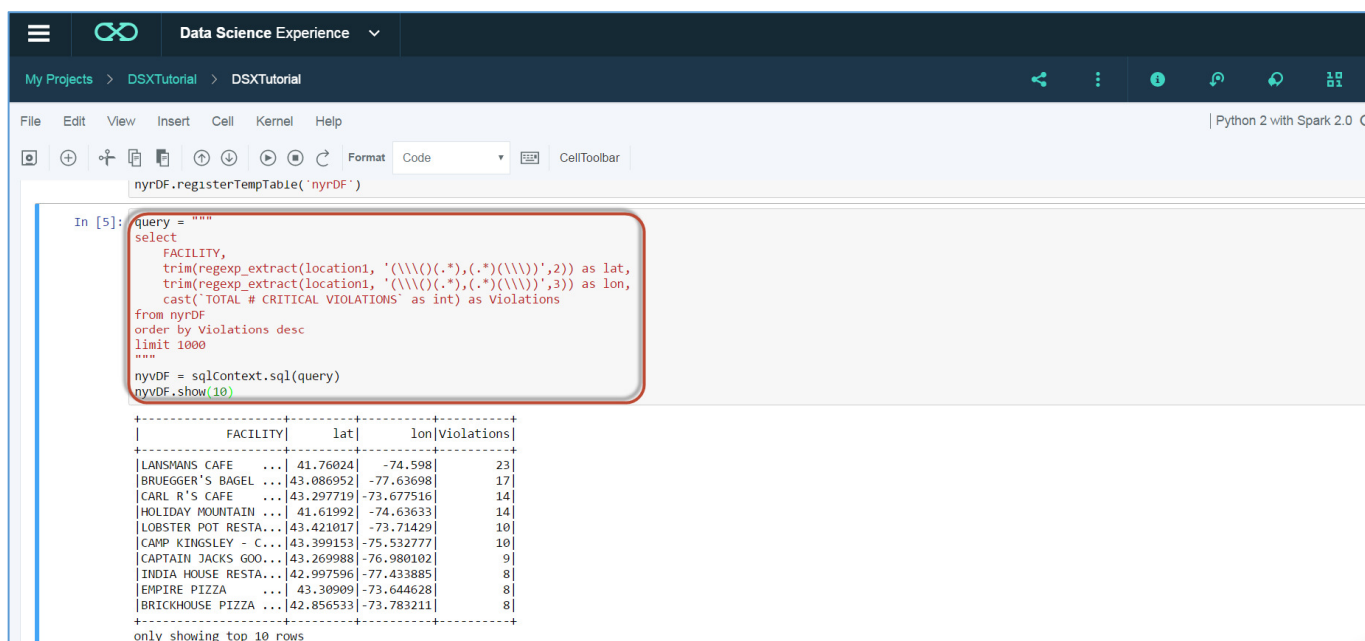 Data Science Experience
My Projects > DSXTutorial > DSXTutorial
File Edit View Insert Cell Kernel Help | Python 2 with Spark 2.0
Format Code CellToolbar
nyrDF.registerTempTable('nyrDF')
In [5]: query = """
select
    FACILITY,
    trim(regexp_extract(location1, '(\\\()(.*),(.*)(\\\))',2)) as lat,
    trim(regexp_extract(location1, '(\\\()(.*),(.*)(\\\))',3)) as lon,
    cast(`TOTAL # CRITICAL VIOLATIONS` as int) as Violations
from nyrDF
order by Violations desc
limit 1000
"""
nyvDF = sqlContext.sql(query)
nyvDF.show(10)
+-------------------+---------+----------+----------+
|           FACILITY|      lat|       lon|Violations|
+-------------------+---------+----------+----------+
|LANSMANS CAFE   ...| 41.76024|   -74.598|        23|
|BRUEGGER'S BAGEL ...|43.086952| -77.63698|        17|
|CARL R'S CAFE    ...|43.297719|-73.677516|        14|
|HOLIDAY MOUNTAIN ...| 41.61992| -74.63633|        14|
|LOBSTER POT RESTA...|43.421017| -73.71429|        10|
|CAMP KINGSLEY - C...|43.399153|-75.532777|        10|
|CAPTAIN JACKS GOO...|43.269988|-76.980102|         9|
|INDIA HOUSE RESTA...|42.997596|-77.433885|         8|
|EMPIRE PIZZA     ...| 43.30909|-73.644628|         8|
|BRICKHOUSE PIZZA ...|42.856533|-73.783211|         8|
+-------------------+---------+----------+----------+
only showing top 10 rows